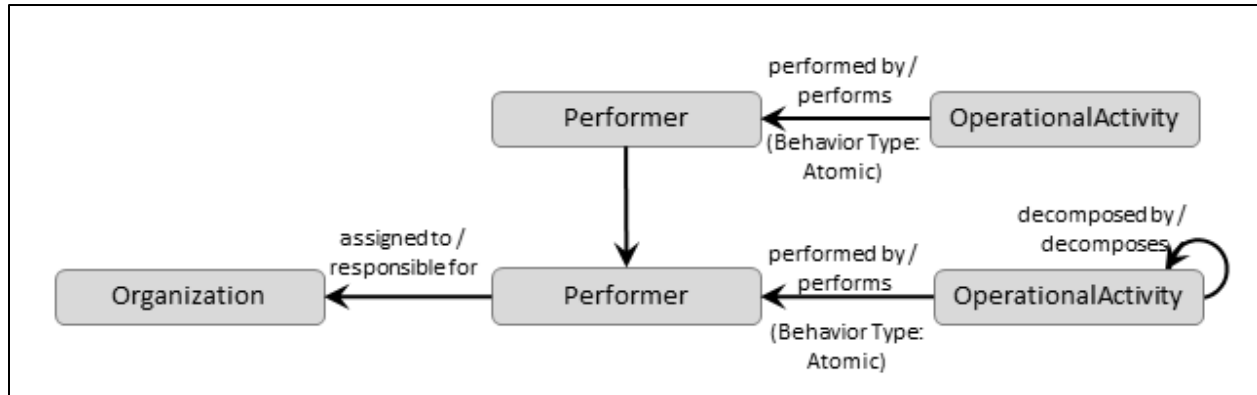 performed by /
performs
Performer
OperationalActivity
(Behavior Type:
Atomic)
decomposed by /
decomposes
assigned to /
responsible for
performed by /
performs
Organization
Performer
OperationalActivity
(Behavior Type:
Atomic)